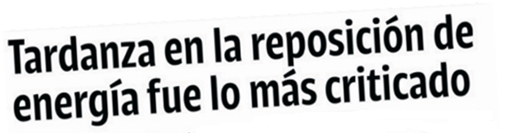 Tardanza en la reposición de
energía fue lo más criticado